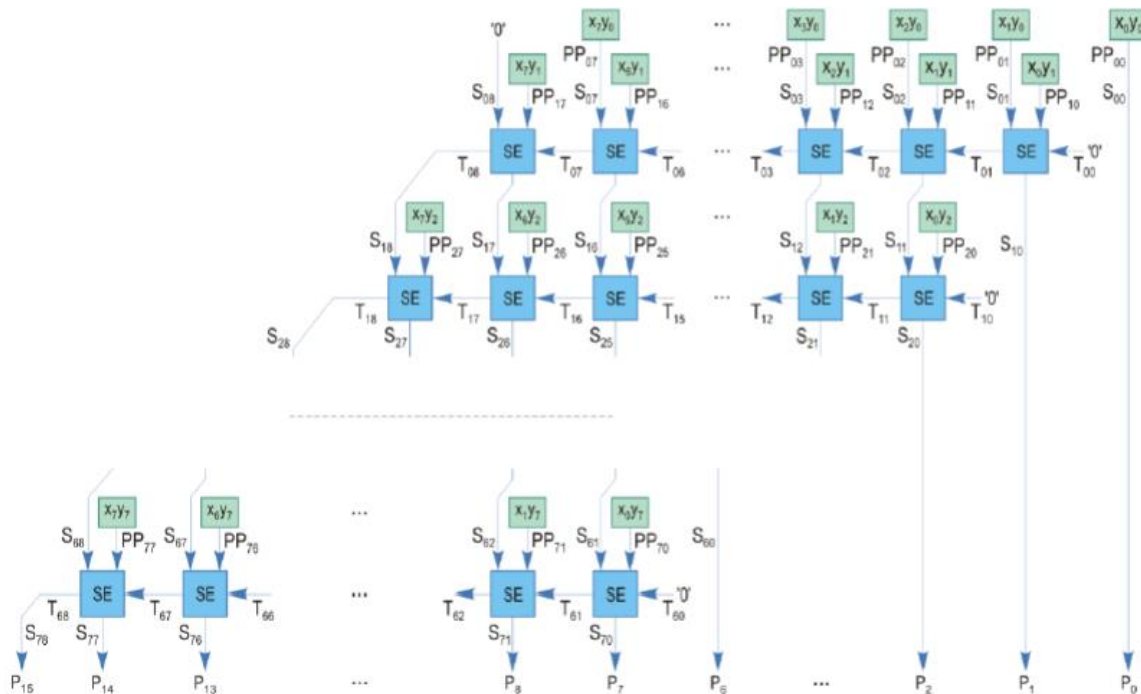 x₇y₀ ... x₃y₀ x₂y₀ x₁y₀ x₀y₀
'0'
PP₀₇ PP₀₃ PP₀₂ PP₀₁ PP₀₀
x₇y₁ x₆y₁ ... x₂y₁ x₁y₁ x₀y₁
S₀₈ PP₁₇ S₀₇ PP₁₆ S₀₃ PP₁₂ S₀₂ PP₁₁ S₀₁ PP₁₀ S₀₀
SE SE ... SE SE SE '0'
T₀₈ T₀₇ T₀₆ T₀₃ T₀₂ T₀₁ T₀₀
x₇y₂ x₆y₂ x₅y₂ ... x₁y₂ x₀y₂
S₁₈ PP₂₇ S₁₇ PP₂₆ S₁₆ PP₂₅ S₁₂ PP₂₁ S₁₁ PP₂₀ S₁₀
SE SE SE ... SE SE '0'
T₁₈ T₁₇ T₁₆ T₁₅ T₁₂ T₁₁ T₁₀
S₂₈ S₂₇ S₂₆ S₂₅ S₂₁ S₂₀
x₇y₇ x₆y₇ ... x₁y₇ x₀y₇
S₆₈ PP₇₇ S₆₇ PP₇₆ S₆₂ PP₇₁ S₆₁ PP₇₀ S₆₀
SE SE ... SE SE '0'
T₆₈ T₆₇ T₆₆ T₆₂ T₆₁ T₆₀
S₇₈ S₇₇ S₇₆ S₇₁ S₇₀
P₁₅ P₁₄ P₁₃ ... P₈ P₇ P₆ ... P₂ P₁ P₀